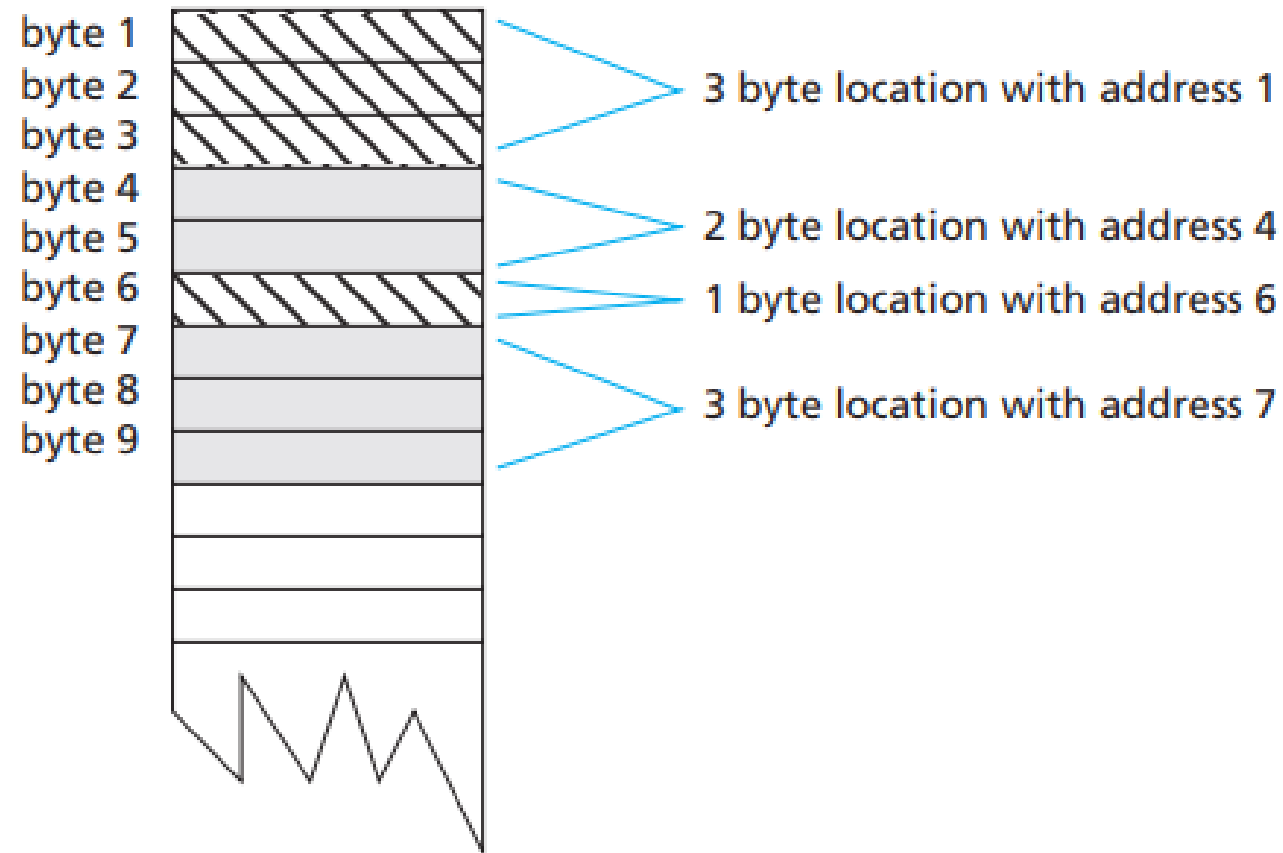 byte 1
byte 2
byte 3
byte 4
byte 5
byte 6
byte 7
byte 8
byte 9
3 byte location with address 1
2 byte location with address 4
1 byte location with address 6
3 byte location with address 7